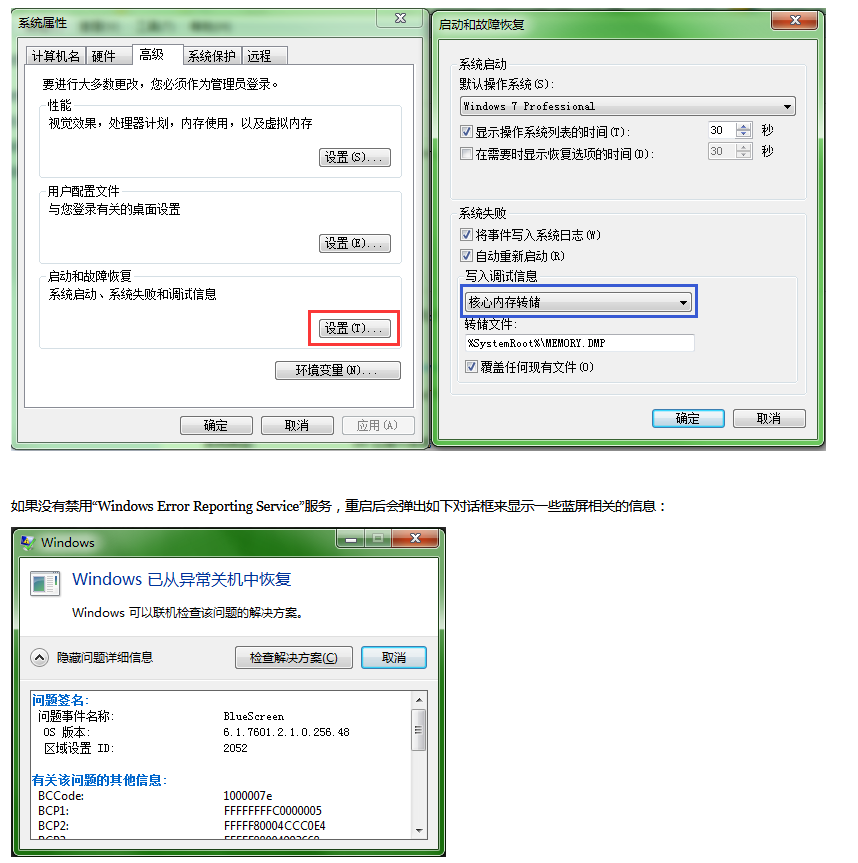 系统属性
计算机名 硬件 高级 系统保护 远程
要进行大多数更改，您必须作为管理员登录。
性能
视觉效果，处理器计划，内存使用，以及虚拟内存
设置(S)...
用户配置文件
与您登录有关的桌面设置
设置(E)...
启动和故障恢复
系统启动、系统失败和调试信息
设置(T)...
环境变量(N)...
确定 取消 应用(A)
启动和故障恢复
系统启动
默认操作系统(S):
Windows 7 Professional
显示操作系统列表的时间(T): 30 秒
在需要时显示恢复选项的时间(D): 30 秒
系统失败
将事件写入系统日志(W)
自动重新启动(R)
写入调试信息
核心内存转储
转储文件:
%SystemRoot%\MEMORY.DMP
覆盖任何现有文件(O)
确定 取消
如果没有禁用“Windows Error Reporting Service”服务，重启后会弹出如下对话框来显示一些蓝屏相关的信息：
Windows
Windows 已从异常关机中恢复
Windows 可以联机检查该问题的解决方案。
隐藏问题详细信息 检查解决方案(C) 取消
问题签名:
问题事件名称: BlueScreen
OS 版本: 6.1.7601.2.1.0.256.48
区域设置 ID: 2052
有关该问题的其他信息:
BCCode: 1000007e
BCP1: FFFFFFFFC0000005
BCP2: FFFFF80004CCC0E4